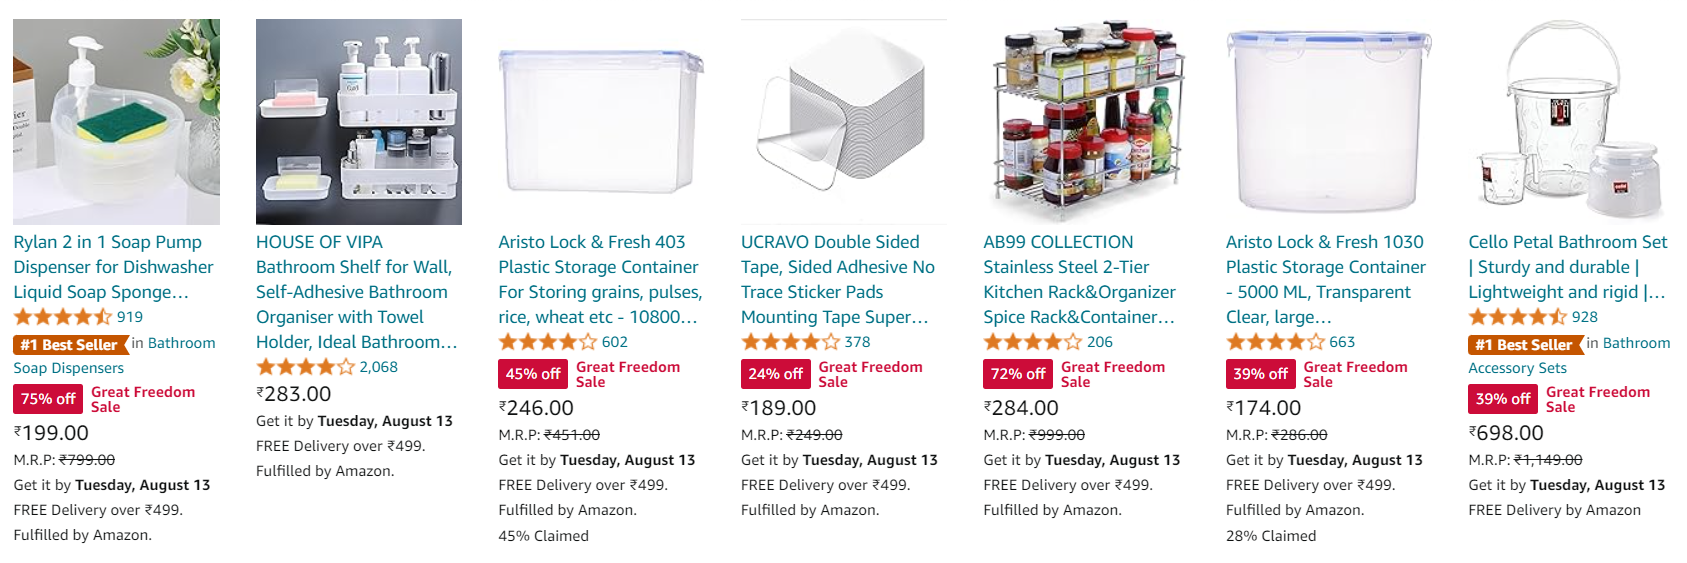 Rylan 2 in 1 Soap Pump
Dispenser for Dishwasher
Liquid Soap Sponge...
919
#1 Best Seller in Bathroom
Soap Dispensers
75% off Great Freedom
Sale
₹199.00
M.R.P: ₹799.00
Get it by Tuesday, August 13
FREE Delivery over ₹499.
Fulfilled by Amazon.
HOUSE OF VIPA
Bathroom Shelf for Wall,
Self-Adhesive Bathroom
Organiser with Towel
Holder, Ideal Bathroom...
2,068
₹283.00
Get it by Tuesday, August 13
FREE Delivery over ₹499.
Fulfilled by Amazon.
Aristo Lock & Fresh 403
Plastic Storage Container
For Storing grains, pulses,
rice, wheat etc - 10800...
602
45% off Great Freedom
Sale
₹246.00
M.R.P: ₹451.00
Get it by Tuesday, August 13
FREE Delivery over ₹499.
Fulfilled by Amazon.
45% Claimed
UCRAVO Double Sided
Tape, Sided Adhesive No
Trace Sticker Pads
Mounting Tape Super...
378
24% off Great Freedom
Sale
₹189.00
M.R.P: ₹249.00
Get it by Tuesday, August 13
FREE Delivery over ₹499.
Fulfilled by Amazon.
AB99 COLLECTION
Stainless Steel 2-Tier
Kitchen Rack&Organizer
Spice Rack&Container...
206
72% off Great Freedom
Sale
₹284.00
M.R.P: ₹999.00
Get it by Tuesday, August 13
FREE Delivery over ₹499.
Fulfilled by Amazon.
Aristo Lock & Fresh 1030
Plastic Storage Container
- 5000 ML, Transparent
Clear, large...
663
39% off Great Freedom
Sale
₹174.00
M.R.P: ₹286.00
Get it by Tuesday, August 13
FREE Delivery over ₹499.
Fulfilled by Amazon.
28% Claimed
Cello Petal Bathroom Set
| Sturdy and durable |
Lightweight and rigid |...
928
#1 Best Seller in Bathroom
Accessory Sets
39% off Great Freedom
Sale
₹698.00
M.R.P: ₹1,149.00
Get it by Tuesday, August 13
FREE Delivery by Amazon